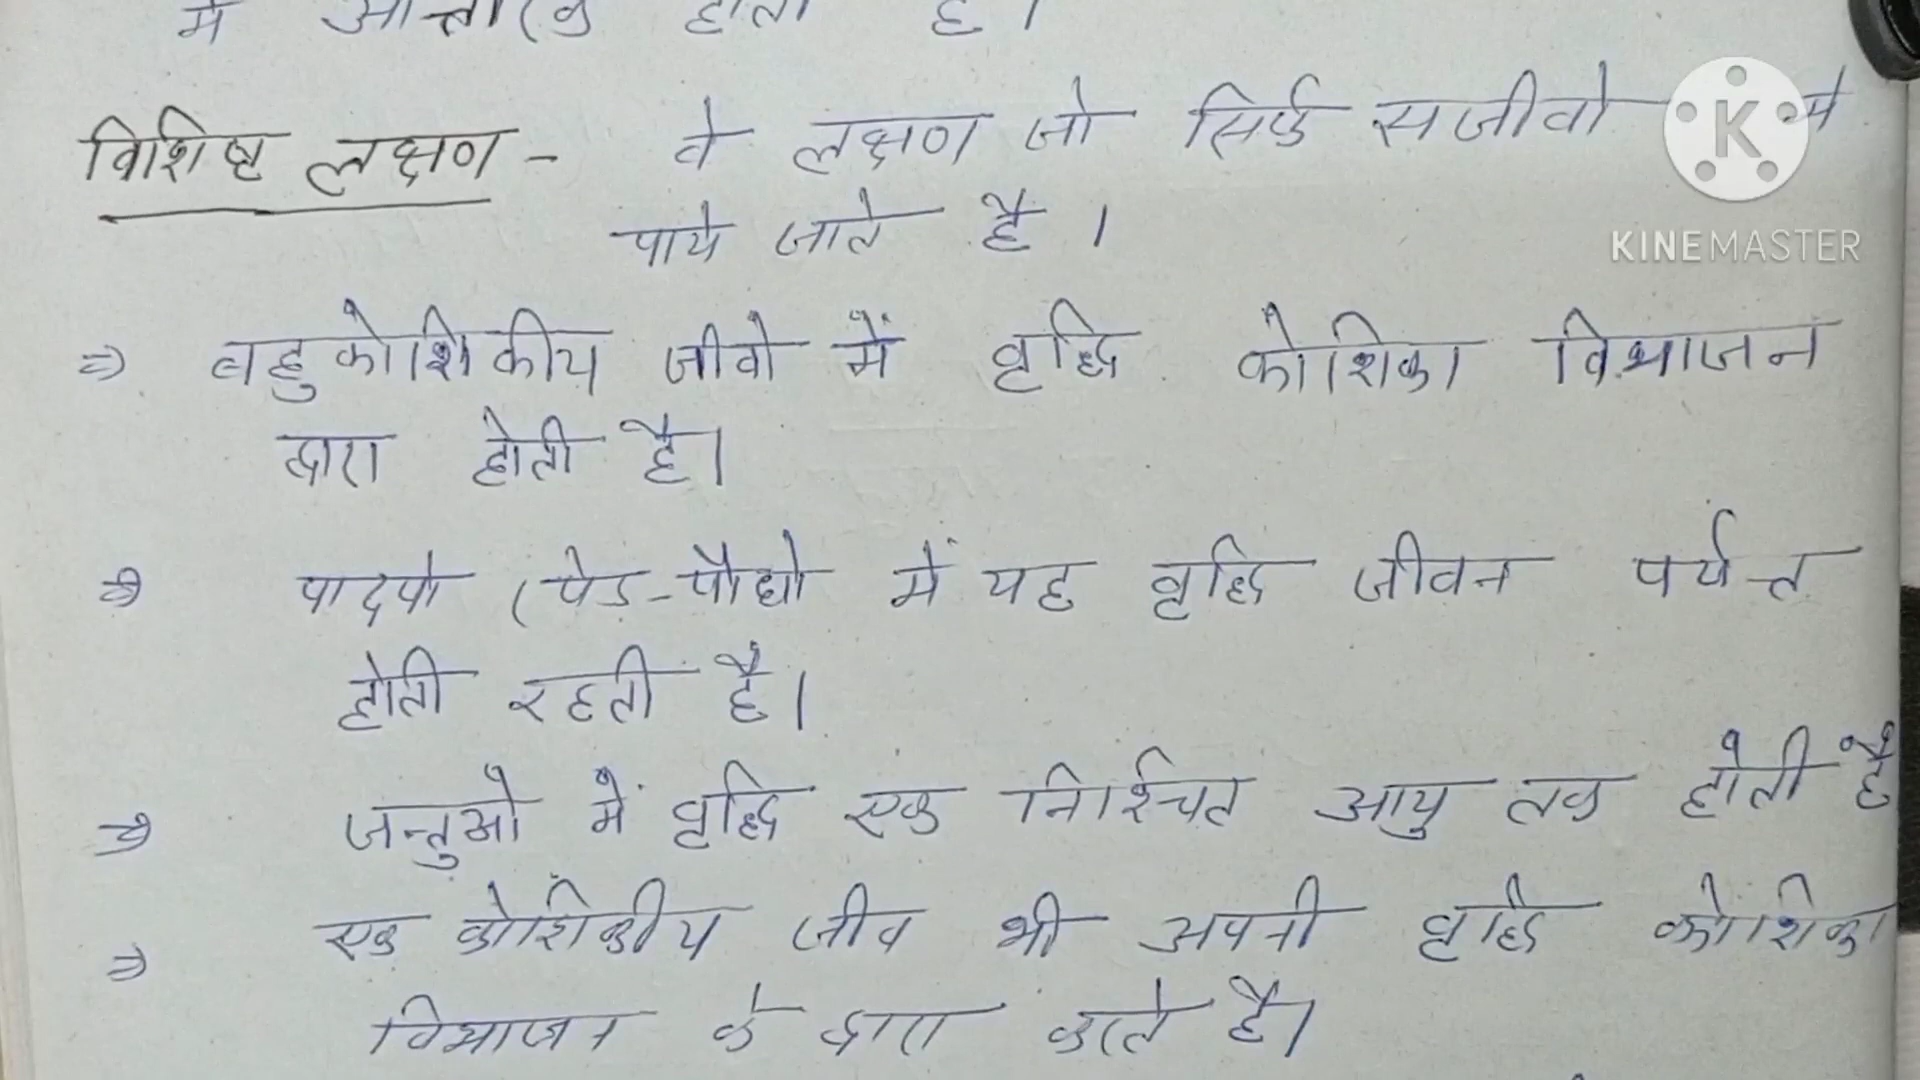 में होता है।
विशिष्ट लक्षण - वे लक्षण जो सिर्फ सजीवो मे
पाये जाते है ।
KINEMASTER
⇒ बहुकोशिकीय जीवो में वृद्धि कोशिका विभाजन
द्वारा होती है।
⇒ पादपो (पेड-पौधो में यह वृद्धि जीवन पर्यन्त
होती रहती है।
⇒ जन्तुओ में वृद्धि एक निश्चित आयु तक होती है
⇒ एक कोशिकीय जीव भी अपनी वृद्धि कोशिका
विभाजन के द्वारा करते है।